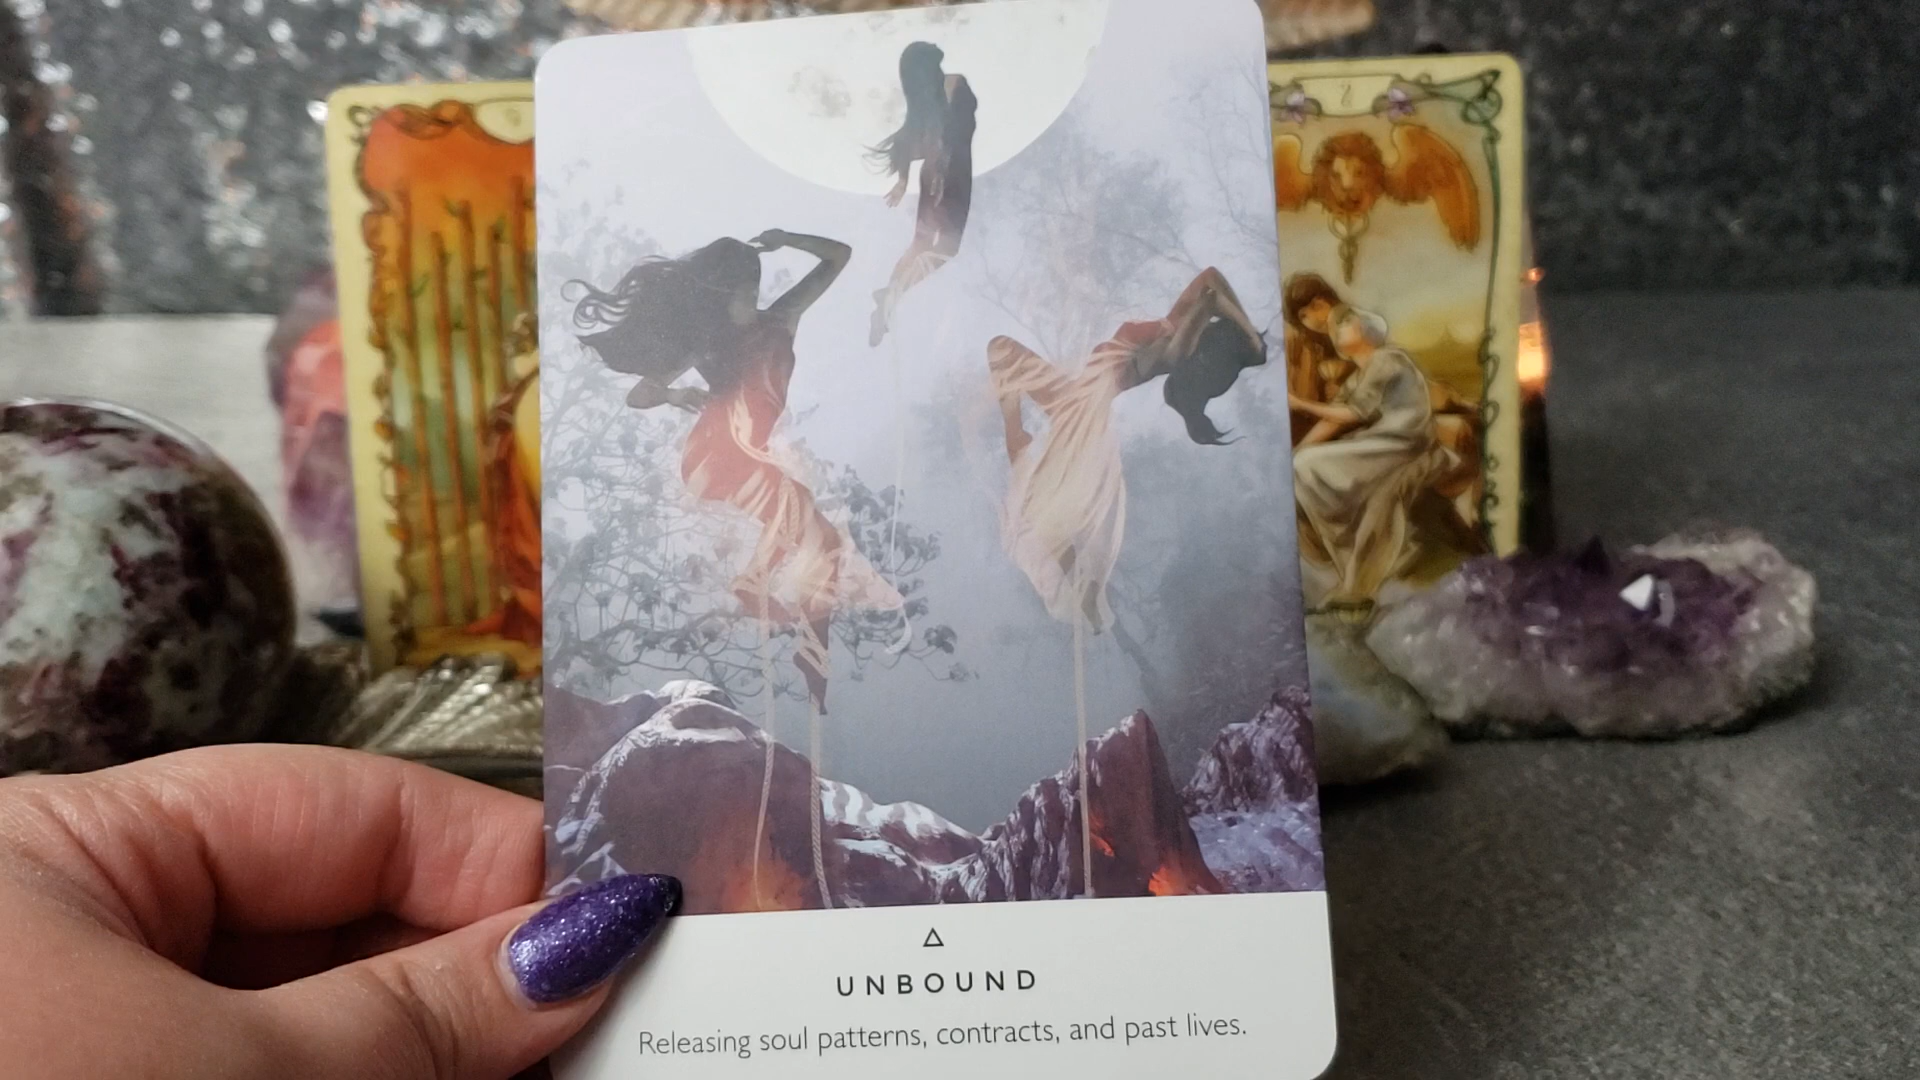 UNBOUND
Releasing soul patterns, contracts, and past lives.